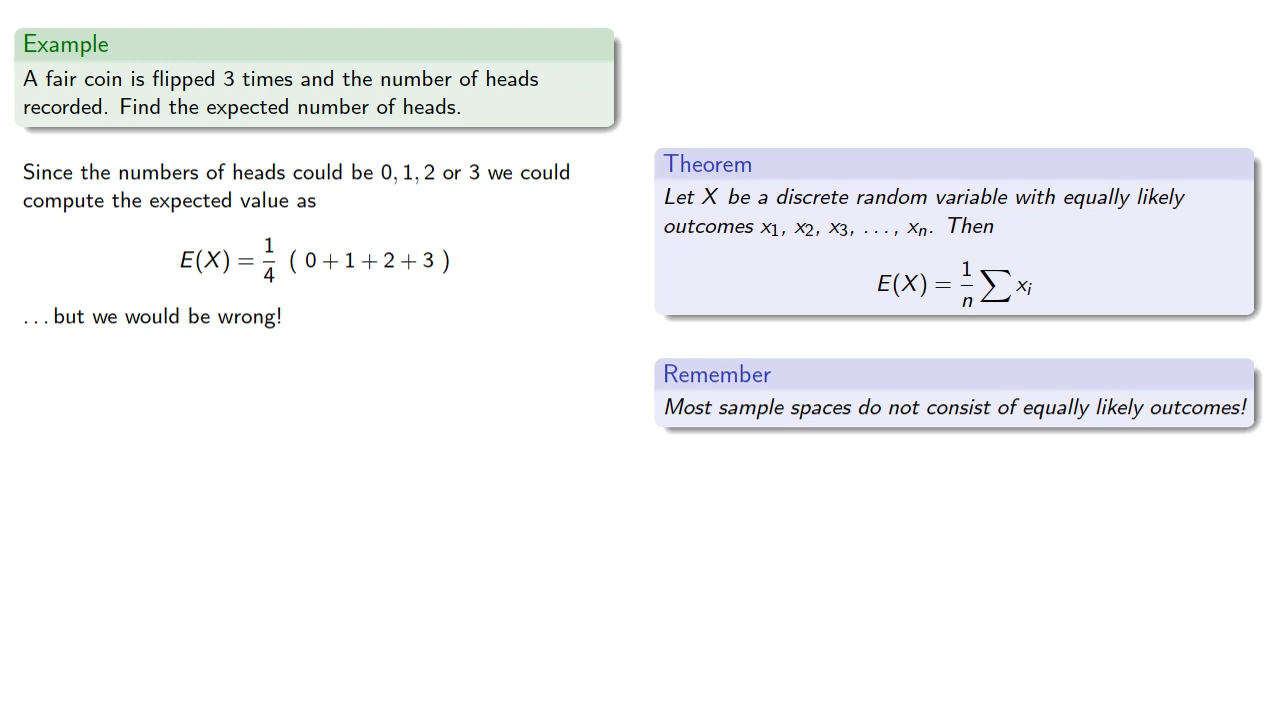 Example
A fair coin is flipped 3 times and the number of heads
recorded. Find the expected number of heads.
Since the numbers of heads could be 0, 1, 2 or 3 we could
compute the expected value as
E(X) = 1/4 ( 0 + 1 + 2 + 3 )
...but we would be wrong!
Theorem
Let X be a discrete random variable with equally likely
outcomes x₁, x₂, x₃, ..., xₙ. Then
E(X) = 1/n ∑ xᵢ
Remember
Most sample spaces do not consist of equally likely outcomes!